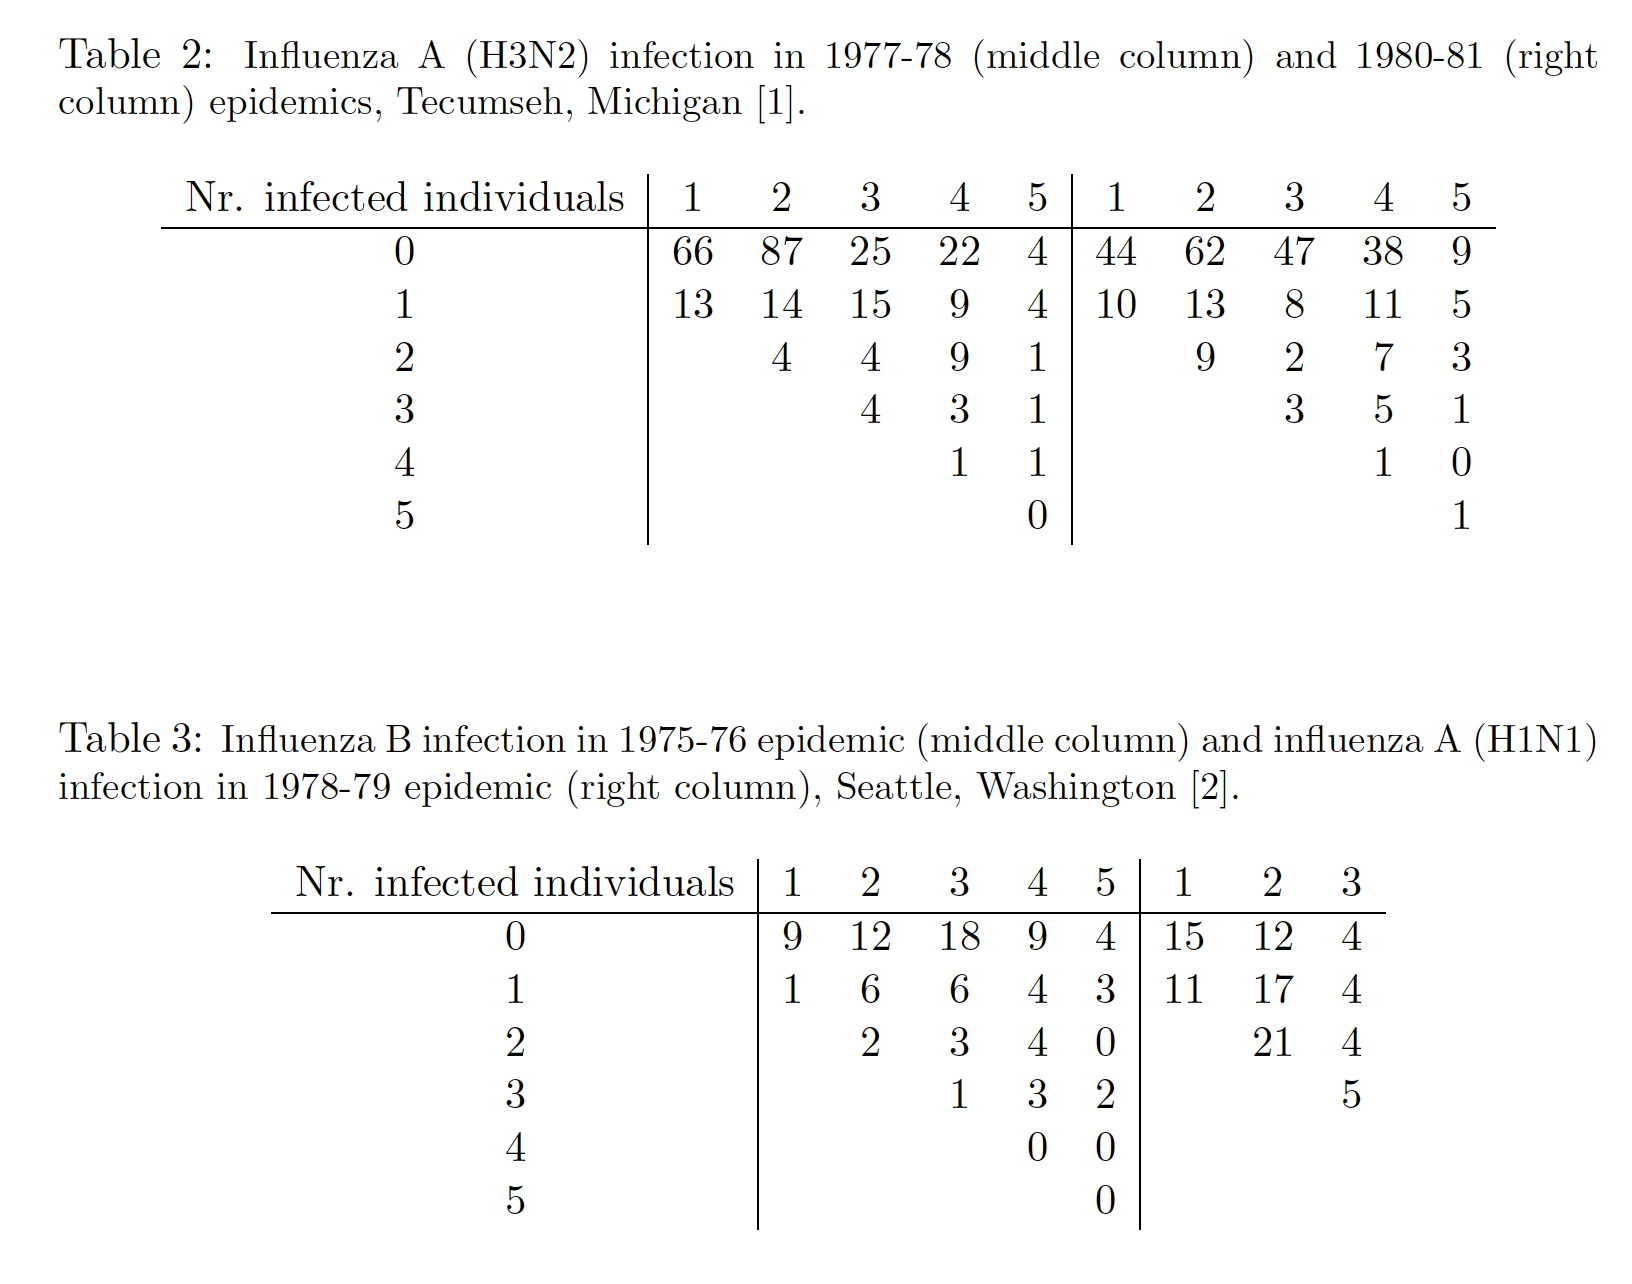 Table 2: Influenza A (H3N2) infection in 1977-78 (middle column) and 1980-81 (right
column) epidemics, Tecumseh, Michigan [1].
Nr. infected individuals 1 2 3 4 5 1 2 3 4 5
0 66 87 25 22 4 44 62 47 38 9
1 13 14 15 9 4 10 13 8 11 5
2 4 4 9 1 9 2 7 3
3 4 3 1 3 5 1
4 1 1 1 0
5 0 1
Table 3: Influenza B infection in 1975-76 epidemic (middle column) and influenza A (H1N1)
infection in 1978-79 epidemic (right column), Seattle, Washington [2].
Nr. infected individuals 1 2 3 4 5 1 2 3
0 9 12 18 9 4 15 12 4
1 1 6 6 4 3 11 17 4
2 2 3 4 0 21 4
3 1 3 2 5
4 0 0
5 0